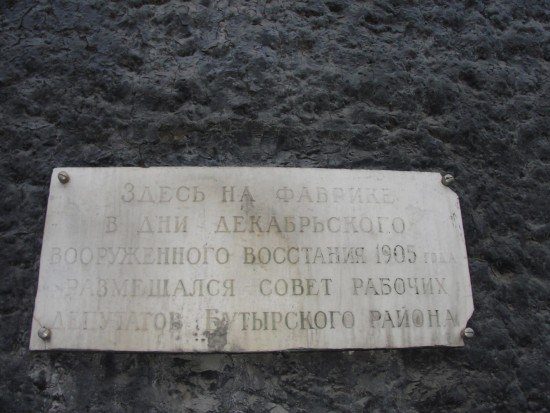 Здесь на фабрике
в дни декабрьского
вооруженного восстания 1905 года
размещался совет рабочих
депутатов Бутырского района